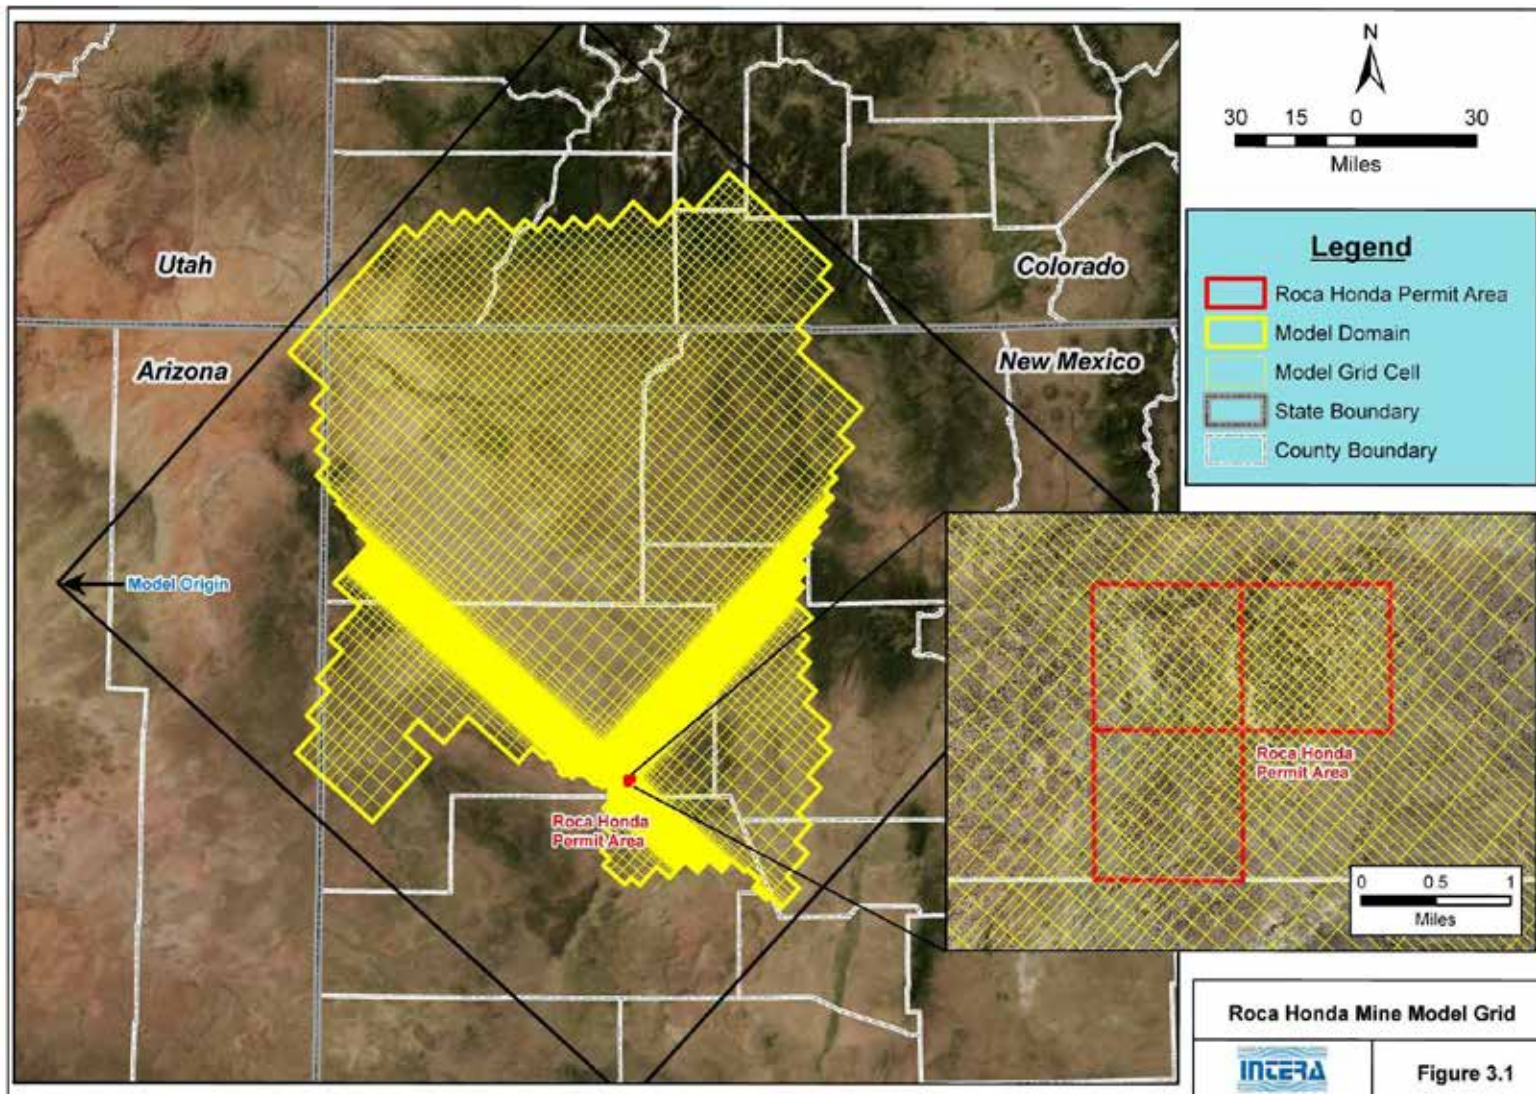 N
30 15 0 30
Miles
Legend
Roca Honda Permit Area
Model Domain
Model Grid Cell
State Boundary
County Boundary
Utah
Colorado
Arizona
New Mexico
Model Origin
Roca Honda
Permit Area
Roca Honda
Permit Area
0 0.5 1
Miles
Roca Honda Mine Model Grid
INTERA
Figure 3.1